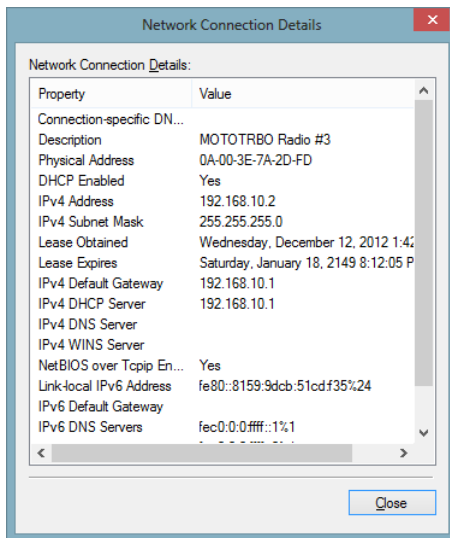 Network Connection Details
Network Connection Details:
Property Value
Connection-specific DN...
Description MOTOTRBO Radio #3
Physical Address 0A-00-3E-7A-2D-FD
DHCP Enabled Yes
IPv4 Address 192.168.10.2
IPv4 Subnet Mask 255.255.255.0
Lease Obtained Wednesday, December 12, 2012 1:42
Lease Expires Saturday, January 18, 2149 8:12:05 P
IPv4 Default Gateway 192.168.10.1
IPv4 DHCP Server 192.168.10.1
IPv4 DNS Server
IPv4 WINS Server
NetBIOS over Tcpip En... Yes
Link-local IPv6 Address fe80::8159:9dcb:51cd:f35%24
IPv6 Default Gateway
IPv6 DNS Servers fec0:0:0:ffff::1%1
Close